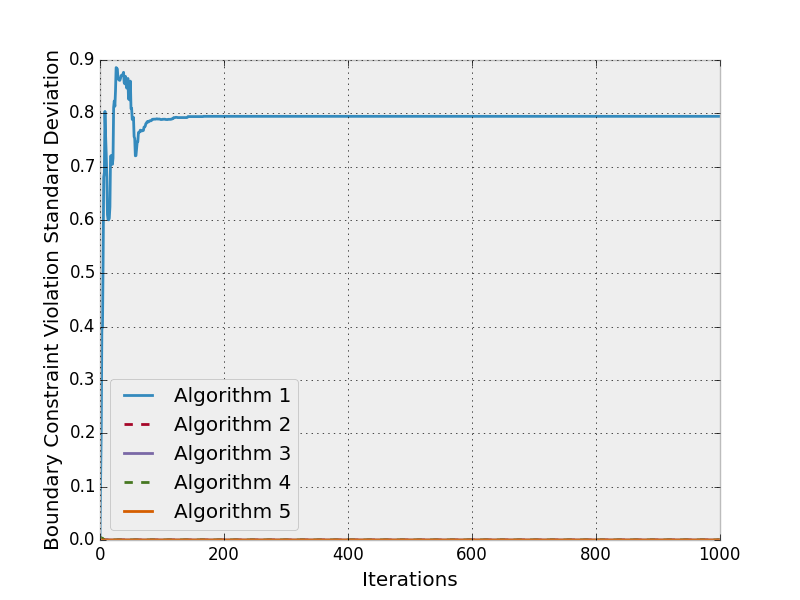 Boundary Constraint Violation Standard Deviation
0.9
0.8
0.7
0.6
0.5
0.4
0.3
0.2
0.1
0.0
Algorithm 1
Algorithm 2
Algorithm 3
Algorithm 4
Algorithm 5
0 200 400 600 800 1000
Iterations